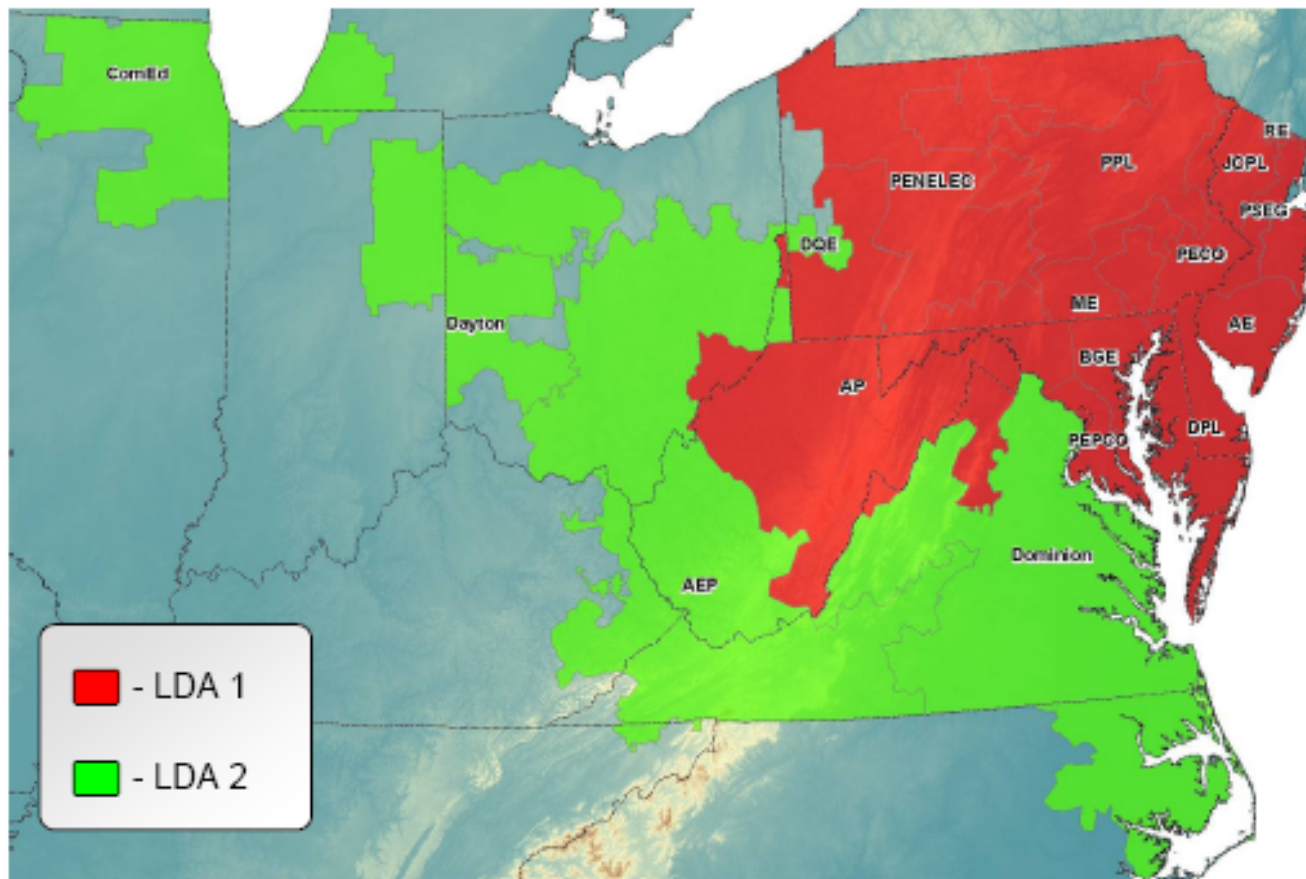 ComEd
RE
PPL
JCPL
PENELEC
PSEG
DQE
PECO
ME
Dayton
AE
BGE
AP
DPL
PEPCO
Dominion
AEP
- LDA 1
- LDA 2